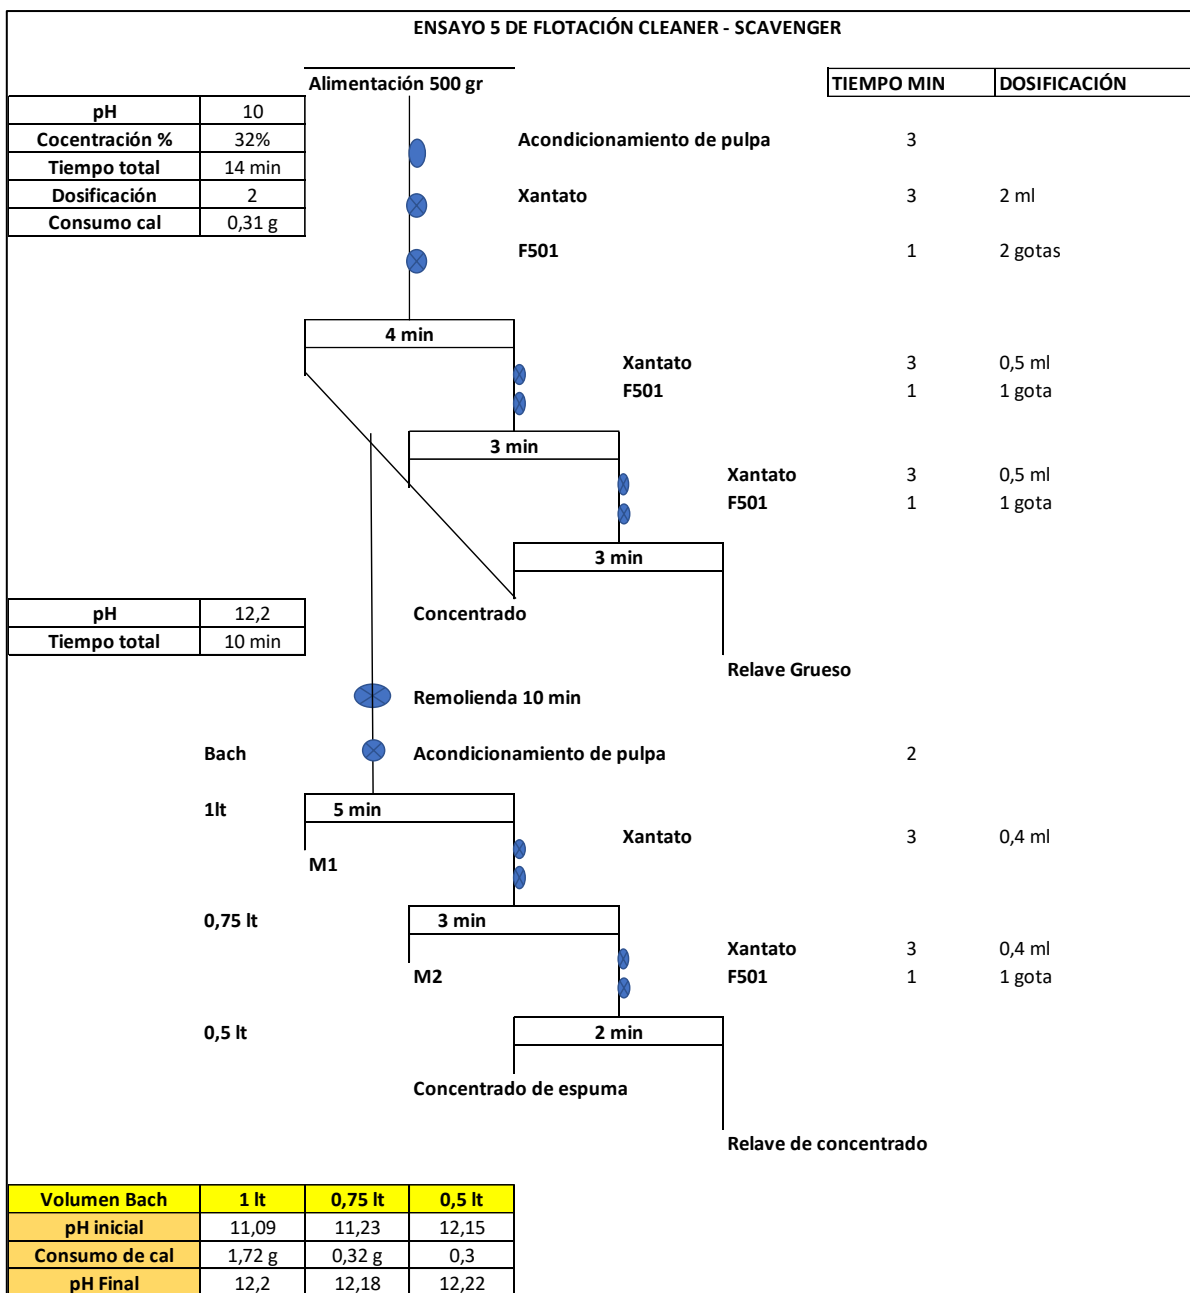 ENSAYO 5 DE FLOTACIÓN CLEANER - SCAVENGER
Alimentación 500 gr TIEMPO MIN DOSIFICACIÓN
pH 10
Cocentración % 32% Acondicionamiento de pulpa 3
Tiempo total 14 min
Dosificación 2 Xantato 3 2 ml
Consumo cal 0,31 g
F501 1 2 gotas
4 min
Xantato 3 0,5 ml
F501 1 1 gota
3 min
Xantato 3 0,5 ml
F501 1 1 gota
3 min
pH 12,2 Concentrado
Tiempo total 10 min
Relave Grueso
Remolienda 10 min
Bach Acondicionamiento de pulpa 2
1lt 5 min
Xantato 3 0,4 ml
M1
0,75 lt 3 min
Xantato 3 0,4 ml
M2 F501 1 1 gota
0,5 lt 2 min
Concentrado de espuma
Relave de concentrado
Volumen Bach 1 lt 0,75 lt 0,5 lt
pH inicial 11,09 11,23 12,15
Consumo de cal 1,72 g 0,32 g 0,3
pH Final 12,2 12,18 12,22